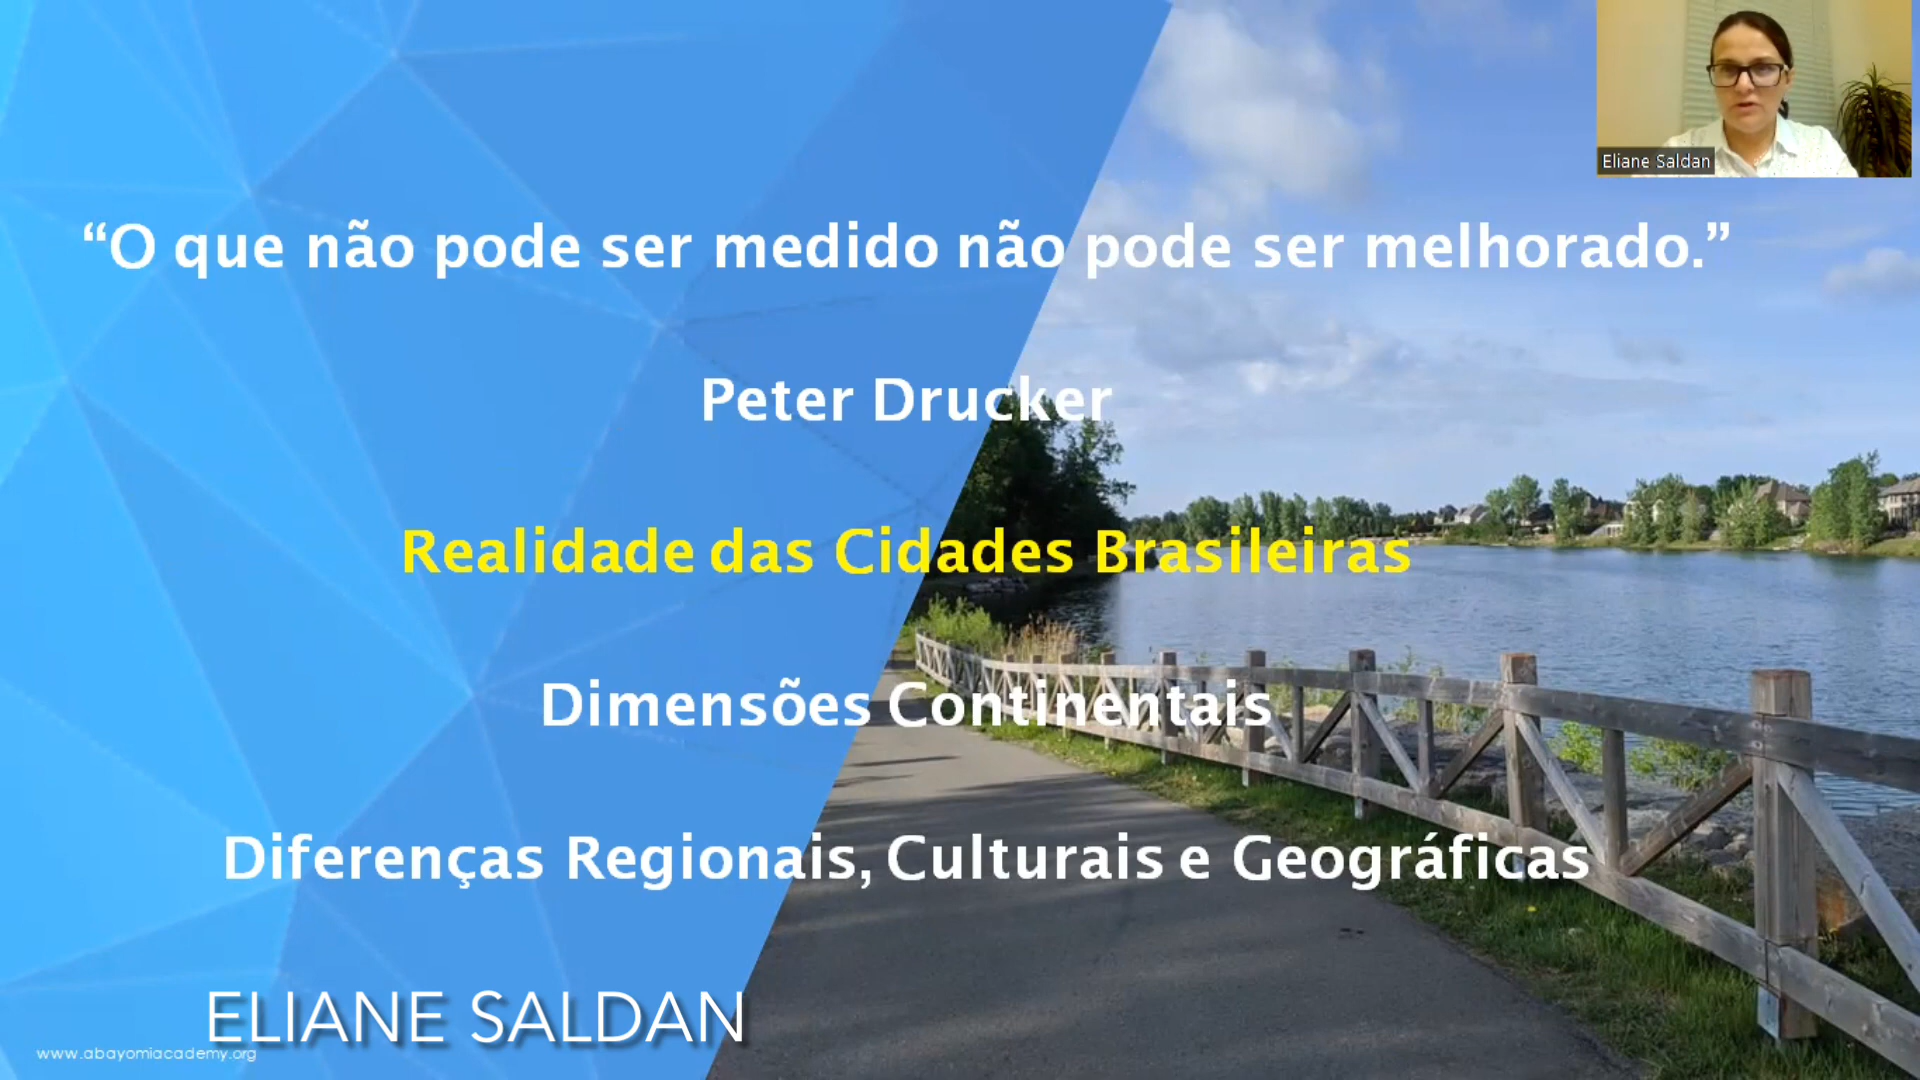 Eliane Saldan
“O que não pode ser medido não pode ser melhorado.”
Peter Drucker
Realidade das Cidades Brasileiras
Dimensões Continentais
Diferenças Regionais, Culturais e Geográficas
ELIANE SALDAN
www.abayomiacademy.org